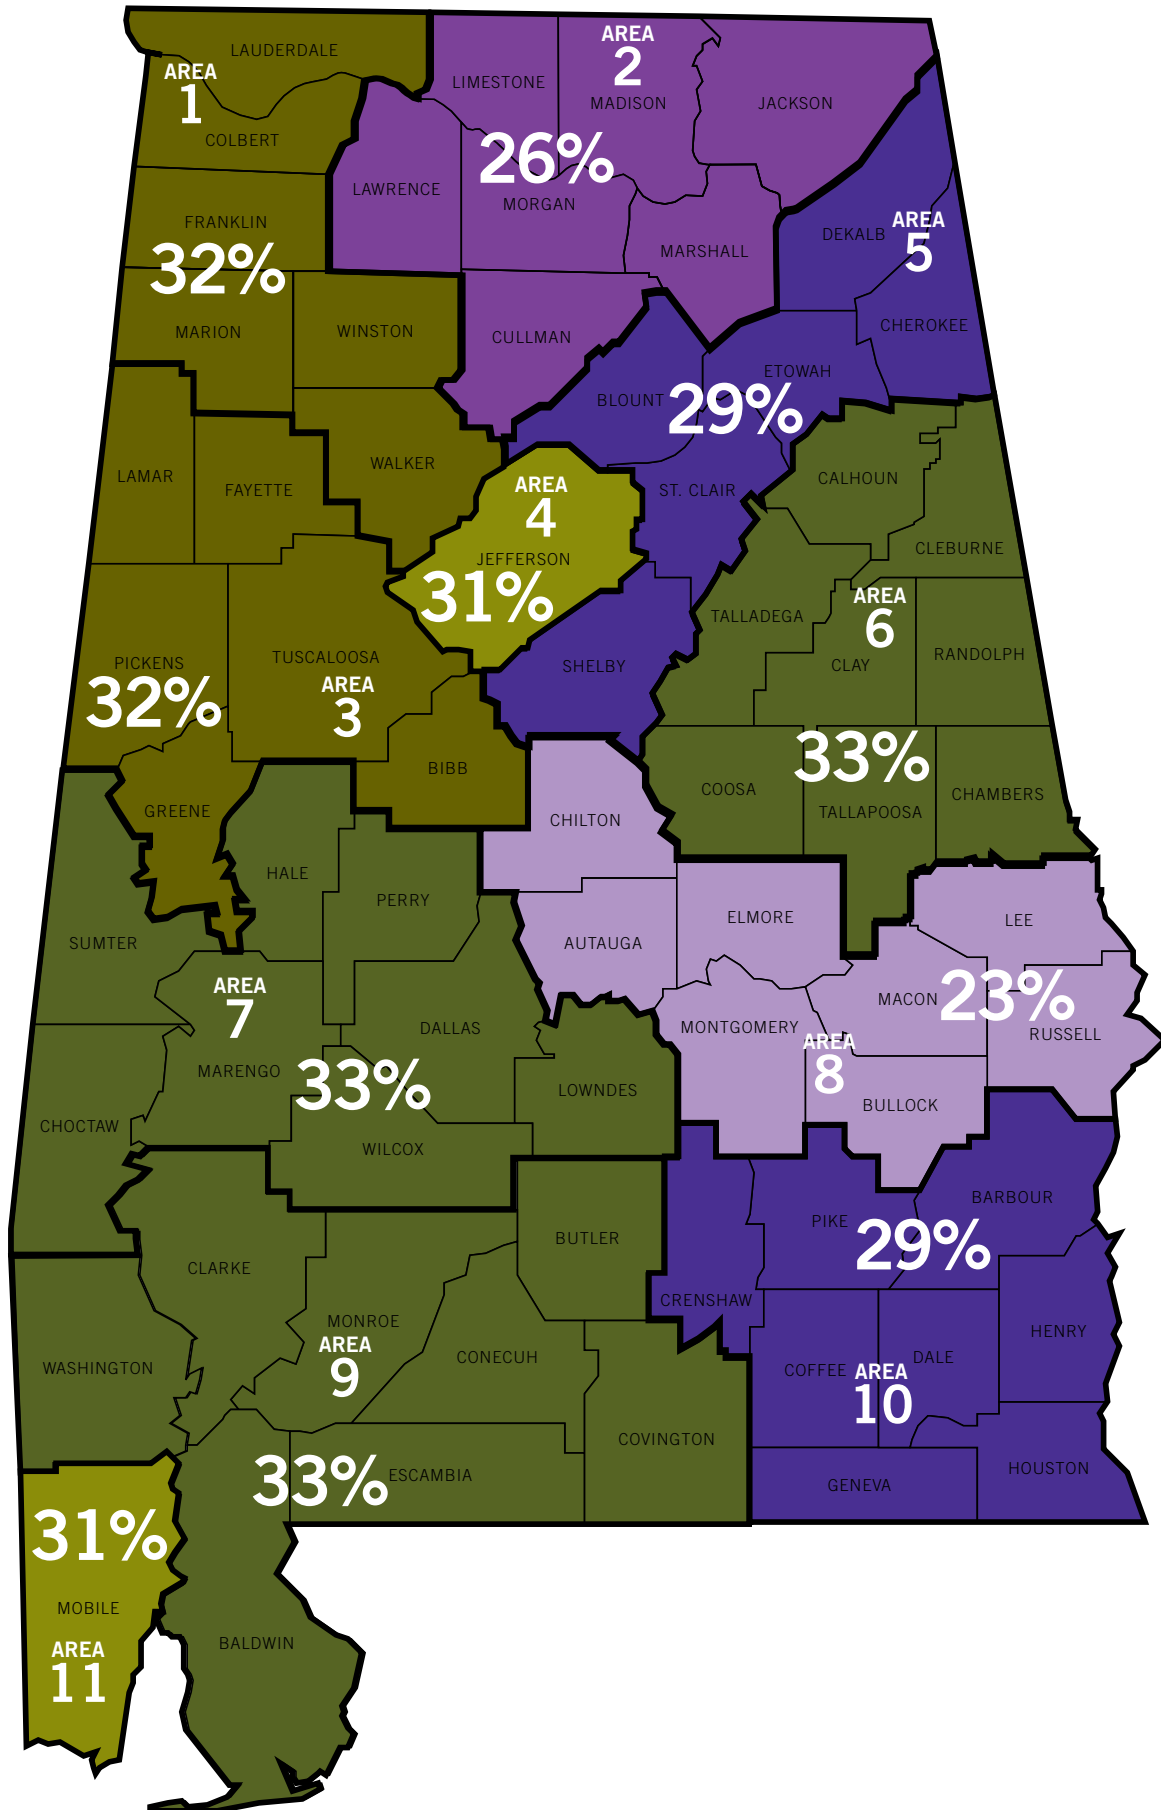 LAUDERDALE
AREA
1
COLBERT
FRANKLIN
32%
MARION
WINSTON
WALKER
AREA
2
LIMESTONE
MADISON
JACKSON
26%
LAWRENCE
MORGAN
MARSHALL
CULLMAN
DEKALB
AREA
5
CHEROKEE
ETOWAH
BLOUNT
29%
ST. CLAIR
SHELBY
LAMAR
FAYETTE
PICKENS
TUSCALOOSA
32%
AREA
3
BIBB
GREENE
AREA
4
JEFFERSON
31%
CALHOUN
CLEBURNE
TALLADEGA
AREA
6
CLAY
RANDOLPH
33%
COOSA
TALLAPOOSA
CHAMBERS
HALE
PERRY
SUMTER
AREA
7
DALLAS
MARENGO
33%
LOWNDES
CHOCTAW
WILCOX
CHILTON
AUTAUGA
ELMORE
LEE
MACON
23%
MONTGOMERY
RUSSELL
AREA
8
BULLOCK
BUTLER
CLARKE
MONROE
AREA
9
CONECUH
WASHINGTON
COVINGTON
33%
ESCAMBIA
BALDWIN
BARBOUR
PIKE
29%
CRENSHAW
HENRY
COFFEE
DALE
AREA
10
HOUSTON
GENEVA
31%
MOBILE
AREA
11